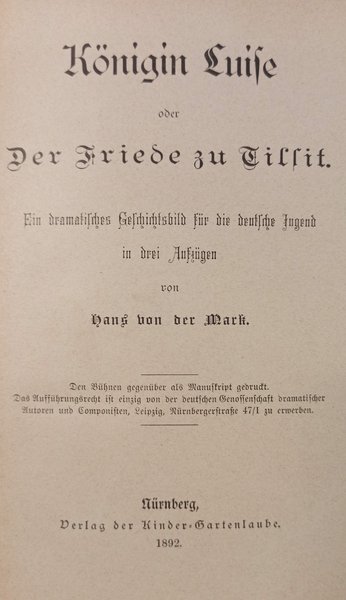 Königin Luise
oder
Der Friede zu Tilsit.
Ein dramatisches Geschichtsbild für die deutsche Jugend
in drei Aufzügen
von
Hans von der Mark.
Den Bühnen gegenüber als Manuskript gedruckt.
Das Aufführungsrecht ist einzig von der deutschen Genossenschaft dramatischer
Autoren und Componisten, Leipzig, Nürnbergerstraße 47/I zu erwerben.
Nürnberg,
Verlag der Kinder-Gartenlaube.
1892.